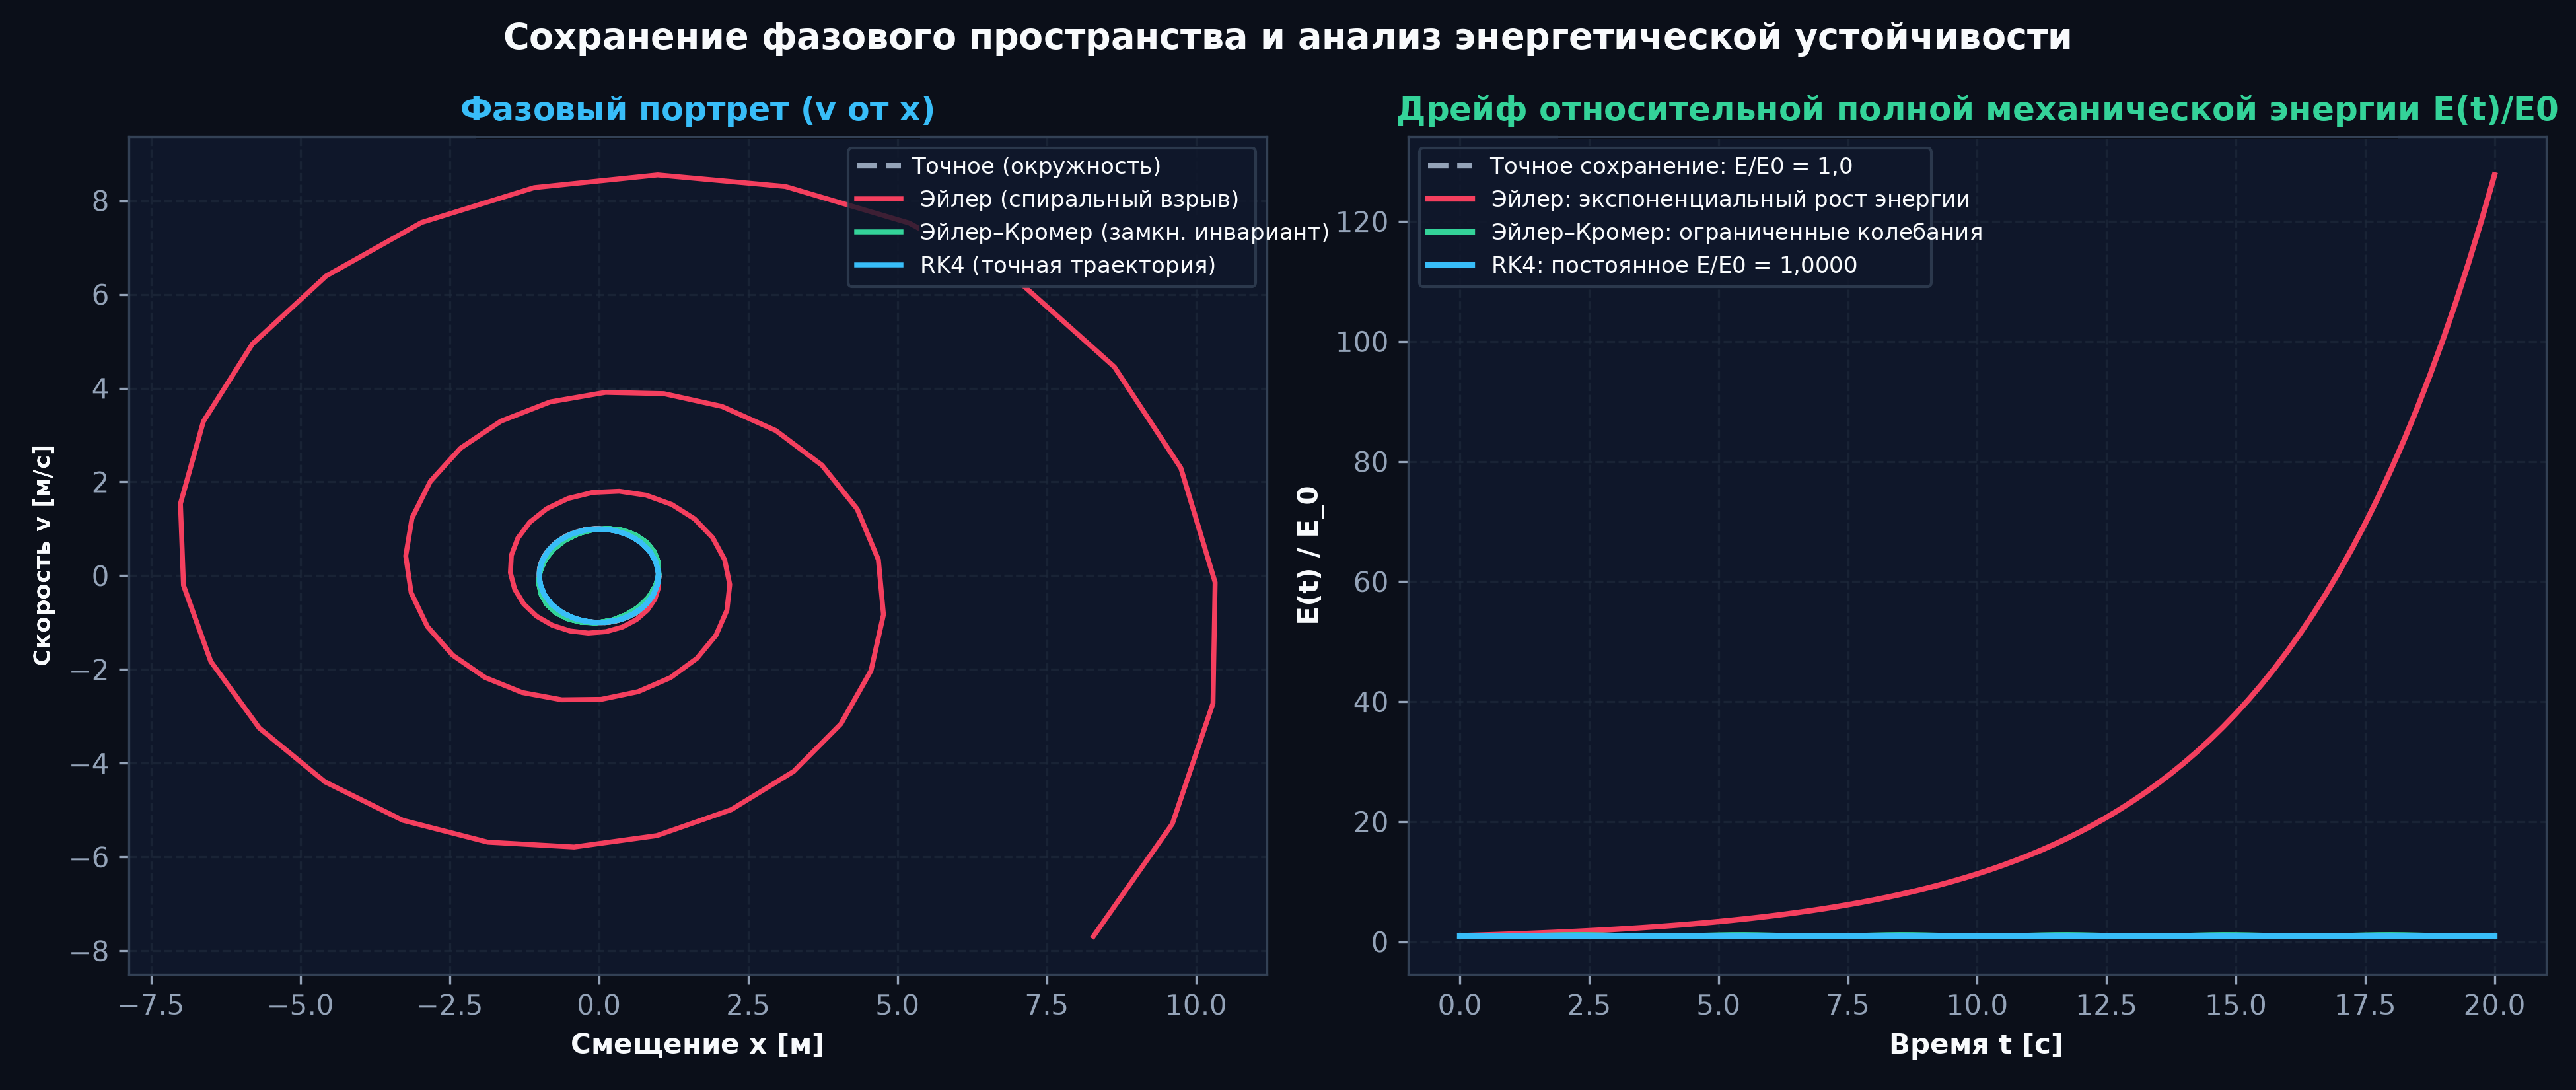 Сохранение фазового пространства и анализ энергетической устойчивости
Фазовый портрет (v от x)
Точное (окружность)
Эйлер (спиральный взрыв)
Эйлер–Кромер (замкн. инвариант)
RK4 (точная траектория)
8
6
4
2
0
−2
−4
−6
−8
Скорость v [м/с]
−7.5
−5.0
−2.5
0.0
2.5
5.0
7.5
10.0
Смещение x [м]
Дрейф относительной полной механической энергии E(t)/E0
Точное сохранение: E/E0 = 1,0
Эйлер: экспоненциальный рост энергии
Эйлер–Кромер: ограниченные колебания
RK4: постоянное E/E0 = 1,0000
120
100
80
60
40
20
0
E(t) / E_0
0.0
2.5
5.0
7.5
10.0
12.5
15.0
17.5
20.0
Время t [с]